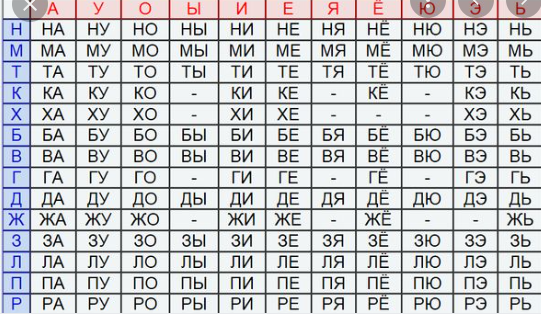 А У О Ы И Е Я Ё Ю Э Ь
Н НА НУ НО НЫ НИ НЕ НЯ НЁ НЮ НЭ НЬ
М МА МУ МО МЫ МИ МЕ МЯ МЁ МЮ МЭ МЬ
Т ТА ТУ ТО ТЫ ТИ ТЕ ТЯ ТЁ ТЮ ТЭ ТЬ
К КА КУ КО - КИ КЕ - КЁ - КЭ КЬ
Х ХА ХУ ХО - ХИ ХЕ - - - ХЭ ХЬ
Б БА БУ БО БЫ БИ БЕ БЯ БЁ БЮ БЭ БЬ
В ВА ВУ ВО ВЫ ВИ ВЕ ВЯ ВЁ ВЮ ВЭ ВЬ
Г ГА ГУ ГО - ГИ ГЕ - ГЁ - ГЭ ГЬ
Д ДА ДУ ДО ДЫ ДИ ДЕ ДЯ ДЁ ДЮ ДЭ ДЬ
Ж ЖА ЖУ ЖО - ЖИ ЖЕ - ЖЁ - - ЖЬ
З ЗА ЗУ ЗО ЗЫ ЗИ ЗЕ ЗЯ ЗЁ ЗЮ ЗЭ ЗЬ
Л ЛА ЛУ ЛО ЛЫ ЛИ ЛЕ ЛЯ ЛЁ ЛЮ ЛЭ ЛЬ
П ПА ПУ ПО ПЫ ПИ ПЕ ПЯ ПЁ ПЮ ПЭ ПЬ
Р РА РУ РО РЫ РИ РЕ РЯ РЁ РЮ РЭ РЬ